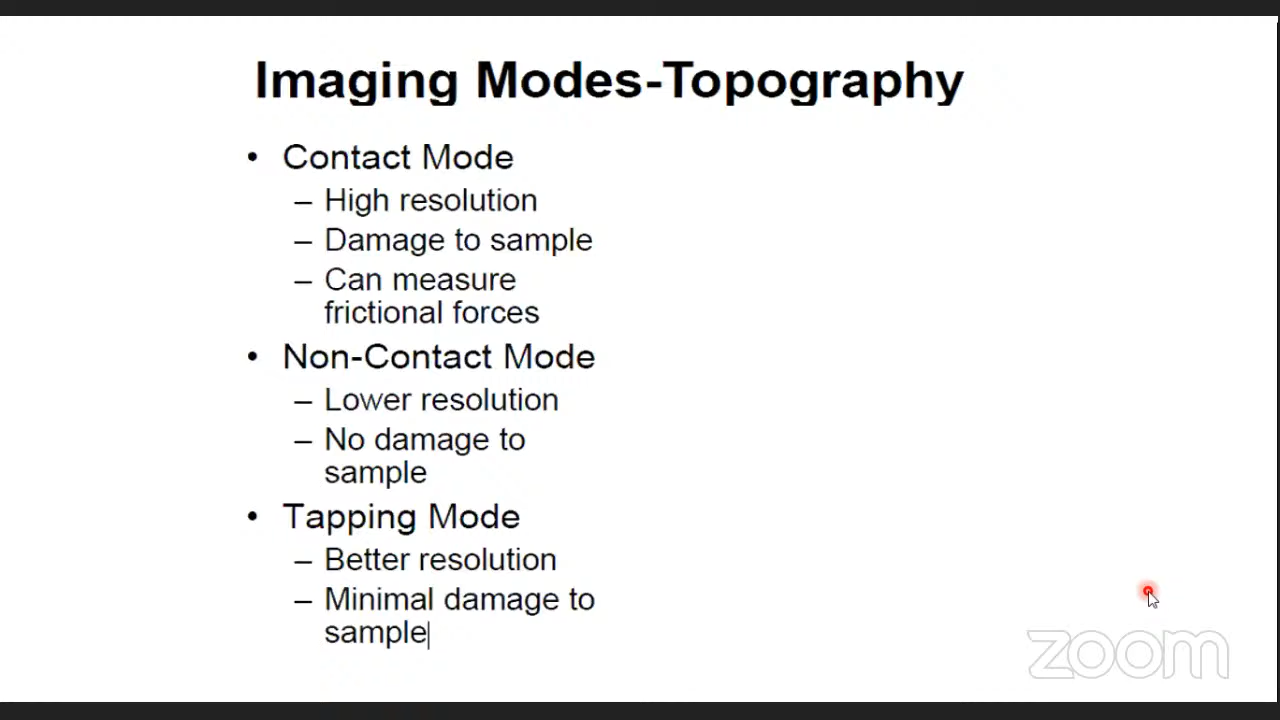 Imaging Modes-Topography
• Contact Mode
– High resolution
– Damage to sample
– Can measure
frictional forces
• Non-Contact Mode
– Lower resolution
– No damage to
sample
• Tapping Mode
– Better resolution
– Minimal damage to
sample
zoom